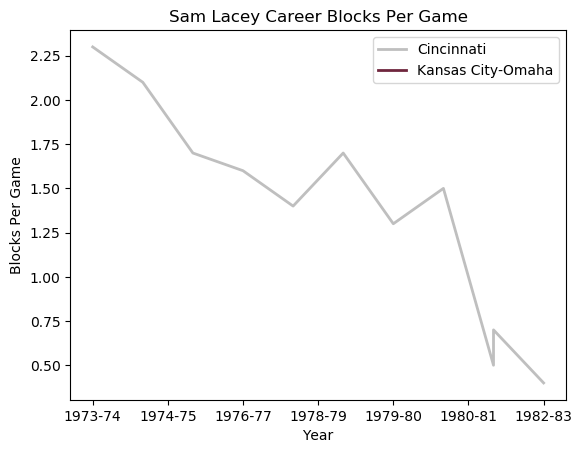 Sam Lacey Career Blocks Per Game
Cincinnati
Kansas City-Omaha
2.25
2.00
1.75
1.50
1.25
1.00
0.75
0.50
Blocks Per Game
1973-74 1974-75 1976-77 1978-79 1979-80 1980-81 1982-83
Year